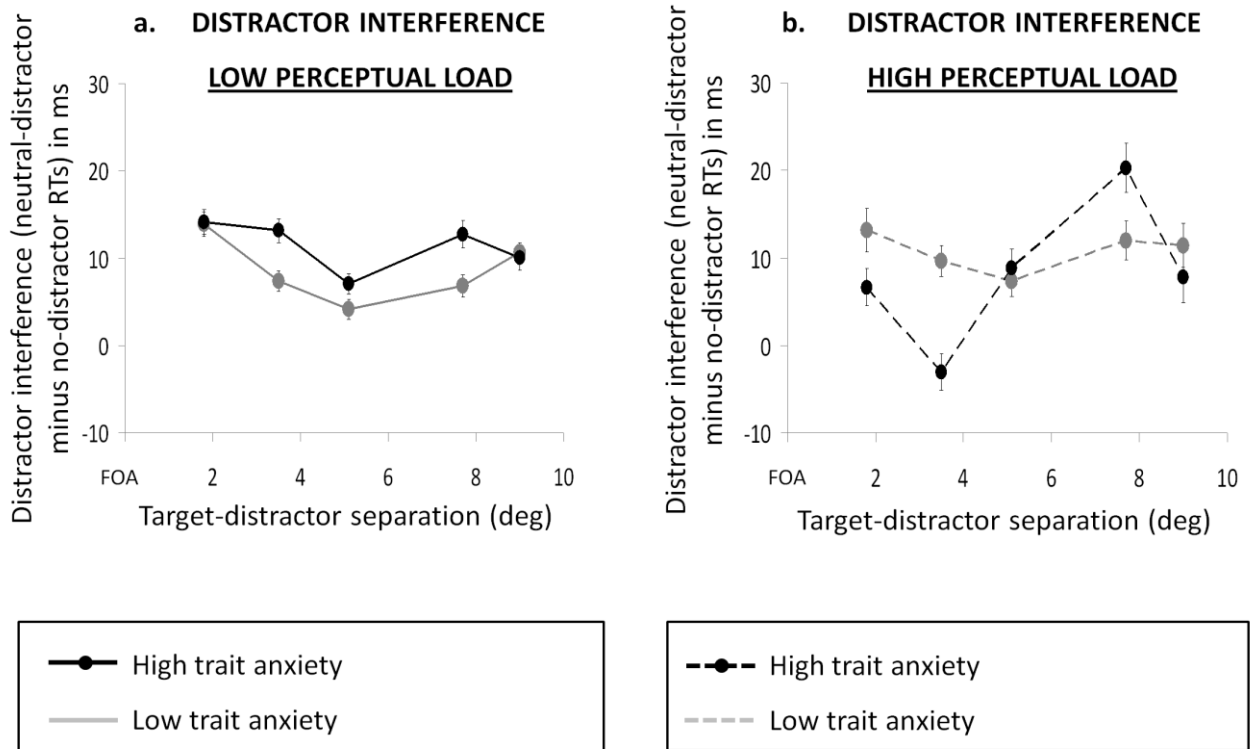 a. DISTRACTOR INTERFERENCE
LOW PERCEPTUAL LOAD
Distractor interference (neutral-distractor
minus no-distractor RTs) in ms
30
20
10
0
-10
FOA 2 4 6 8 10
Target-distractor separation (deg)
High trait anxiety
Low trait anxiety
b. DISTRACTOR INTERFERENCE
HIGH PERCEPTUAL LOAD
Distractor interference (neutral-distractor
minus no-distractor RTs) in ms
30
20
10
0
-10
FOA 2 4 6 8 10
Target-distractor separation (deg)
High trait anxiety
Low trait anxiety